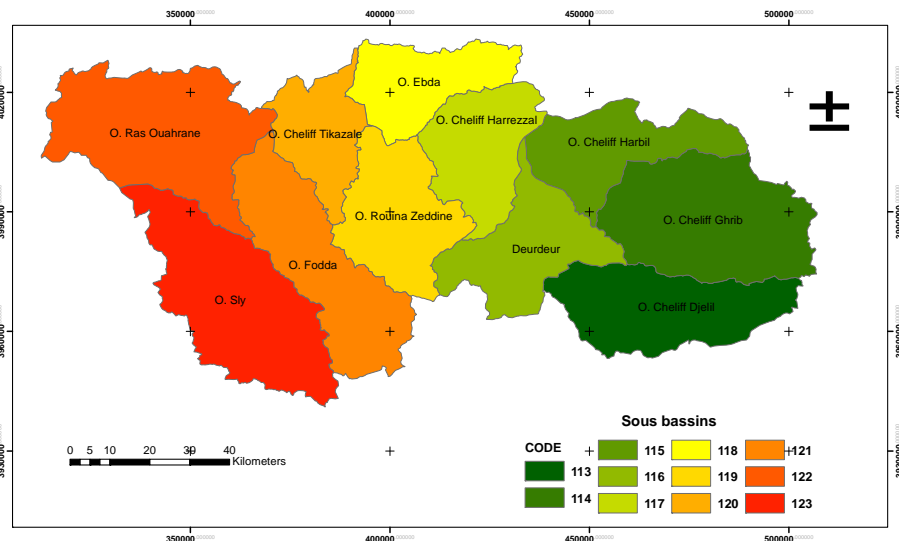 350000 400000 450000 500000
O. Ebda
O. Cheliff Harrezzal
O. Ras Ouahrane
O. Cheliff Tikazale
O. Cheliff Harbil
O. Rouina Zeddine
O. Cheliff Ghrib
Deurdeur
O. Fodda
O. Sly
O. Cheliff Djelil
Sous bassins
CODE
113
114
115
116
117
118
119
120
121
122
123
0 5 10 20 30 40
Kilometers
350000 400000 450000 500000